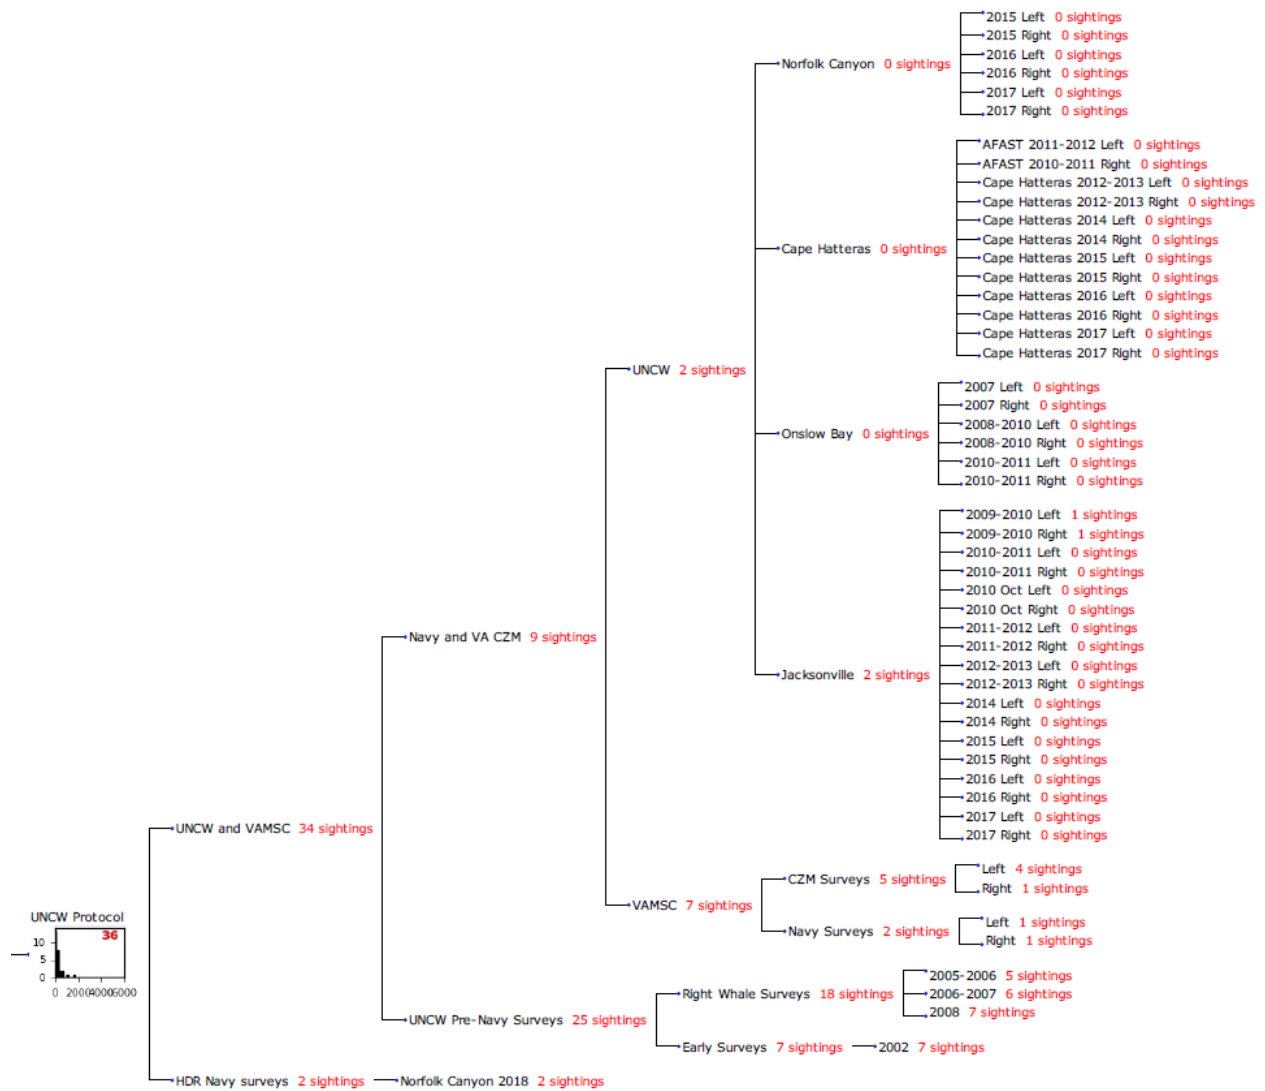 2015 Left 0 sightings
2015 Right 0 sightings
2016 Left 0 sightings
Norfolk Canyon 0 sightings
2016 Right 0 sightings
2017 Left 0 sightings
2017 Right 0 sightings
AFAST 2011-2012 Left 0 sightings
AFAST 2010-2011 Right 0 sightings
Cape Hatteras 2012-2013 Left 0 sightings
Cape Hatteras 2012-2013 Right 0 sightings
Cape Hatteras 2014 Left 0 sightings
Cape Hatteras 2014 Right 0 sightings
Cape Hatteras 0 sightings
Cape Hatteras 2015 Left 0 sightings
Cape Hatteras 2015 Right 0 sightings
Cape Hatteras 2016 Left 0 sightings
Cape Hatteras 2016 Right 0 sightings
Cape Hatteras 2017 Left 0 sightings
Cape Hatteras 2017 Right 0 sightings
UNCW 2 sightings
2007 Left 0 sightings
2007 Right 0 sightings
2008-2010 Left 0 sightings
Onslow Bay 0 sightings
2008-2010 Right 0 sightings
2010-2011 Left 0 sightings
2010-2011 Right 0 sightings
2009-2010 Left 1 sightings
2009-2010 Right 1 sightings
2010-2011 Left 0 sightings
2010-2011 Right 0 sightings
2010 Oct Left 0 sightings
2010 Oct Right 0 sightings
2011-2012 Left 0 sightings
Navy and VA CZM 9 sightings
2011-2012 Right 0 sightings
2012-2013 Left 0 sightings
Jacksonville 2 sightings
2012-2013 Right 0 sightings
2014 Left 0 sightings
2014 Right 0 sightings
2015 Left 0 sightings
2015 Right 0 sightings
2016 Left 0 sightings
2016 Right 0 sightings
2017 Left 0 sightings
UNCW and VAMSC 34 sightings
2017 Right 0 sightings
Left 4 sightings
CZM Surveys 5 sightings
Right 1 sightings
VAMSC 7 sightings
Left 1 sightings
Navy Surveys 2 sightings
Right 1 sightings
UNCW Protocol
36
10
5
0
0 2000 4000 6000
2005-2006 5 sightings
Right Whale Surveys 18 sightings
2006-2007 6 sightings
2008 7 sightings
UNCW Pre-Navy Surveys 25 sightings
Early Surveys 7 sightings
2002 7 sightings
HDR Navy surveys 2 sightings
Norfolk Canyon 2018 2 sightings